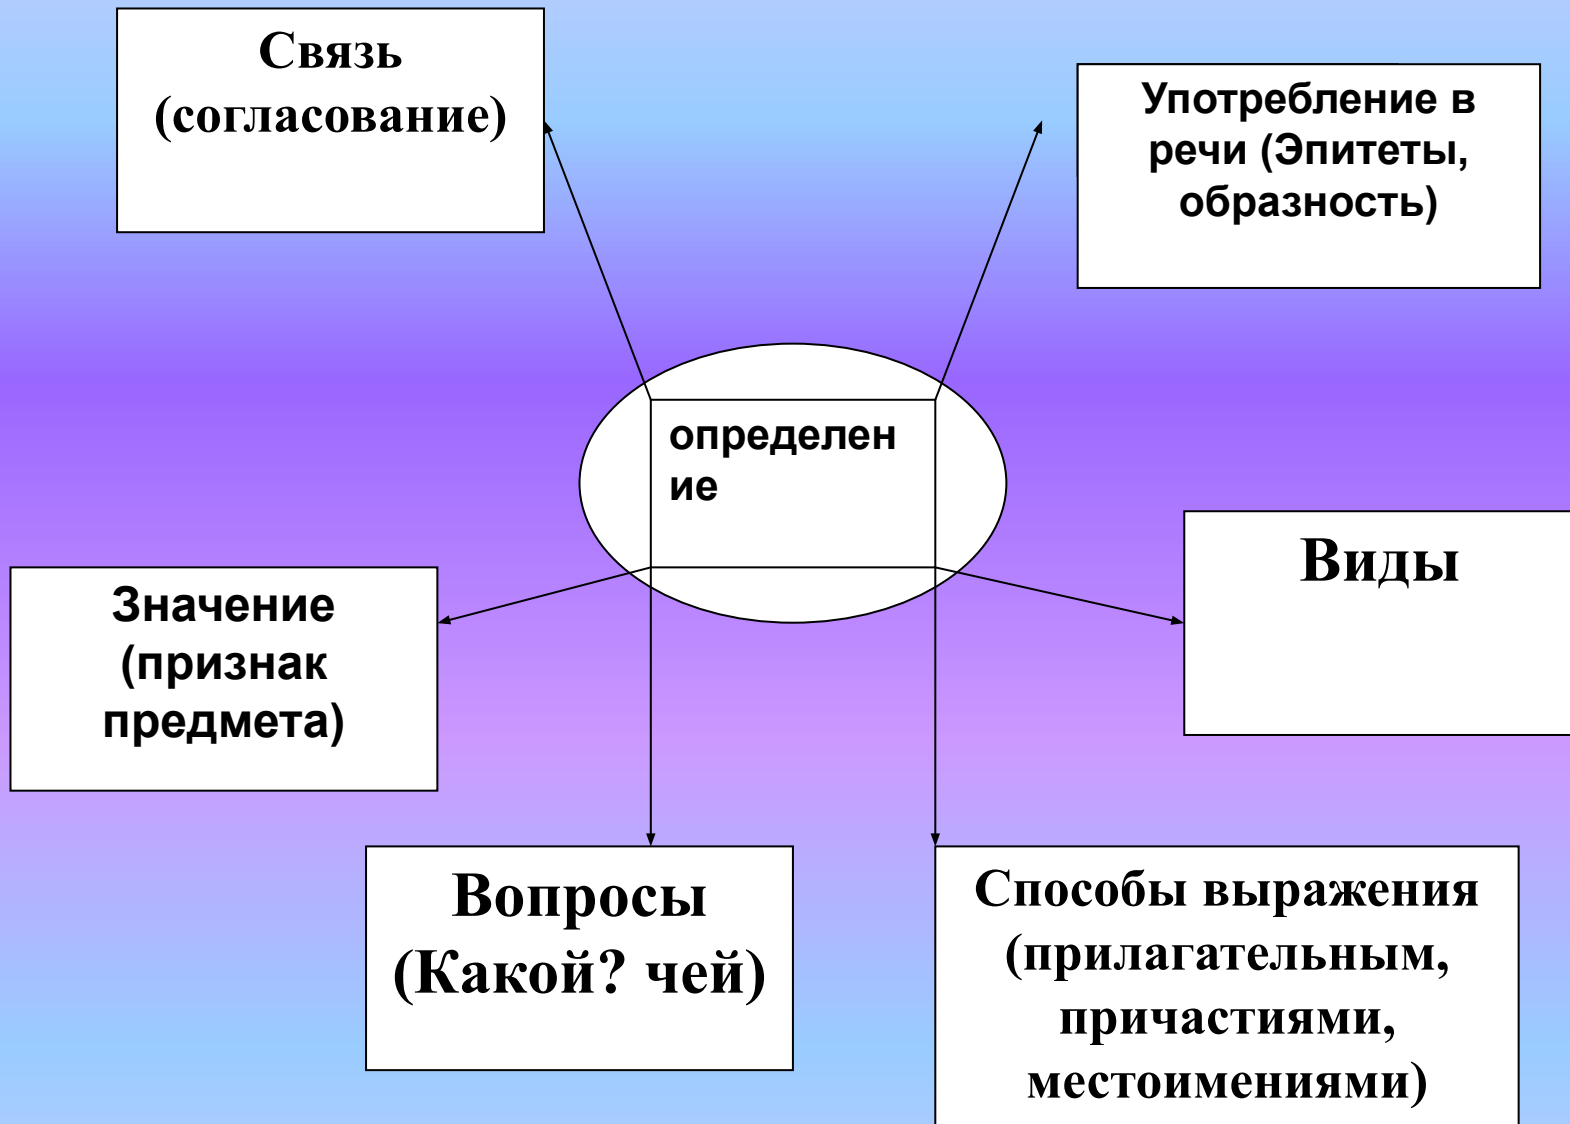 Связь
(согласование)
Употребление в
речи (Эпитеты,
образность)
определен
ие
Виды
Значение
(признак
предмета)
Вопросы
(Какой? чей)
Способы выражения
(прилагательным,
причастиями,
местоимениями)